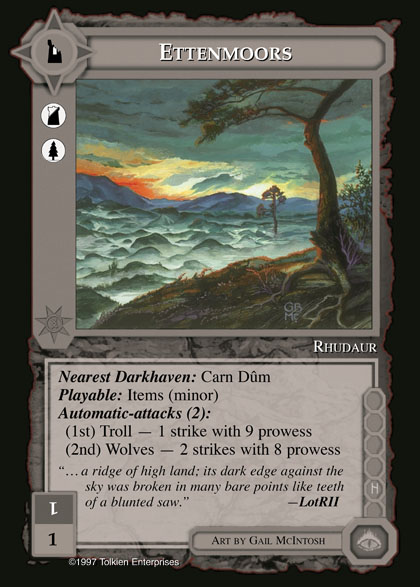 Ettenmoors
GB
Mc
Rhudaur
Nearest Darkhaven: Carn Dûm
Playable: Items (minor)
Automatic-attacks (2):
(1st) Troll — 1 strike with 9 prowess
(2nd) Wolves — 2 strikes with 8 prowess
“…a ridge of high land; its dark edge against the
sky was broken in many bare points like teeth
of a blunted saw.” –LotRII
H
1
1
Art by Gail McIntosh
©1997 Tolkien Enterprises